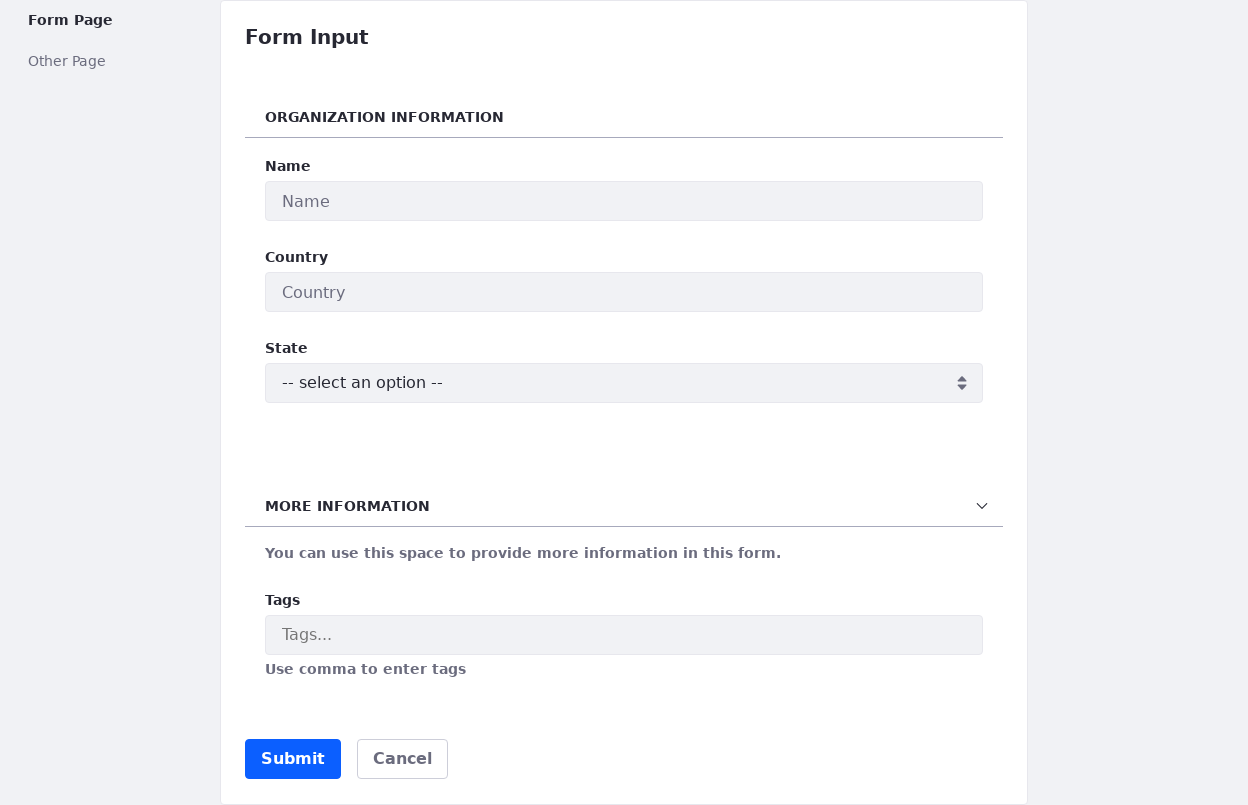 Form Page
Other Page
Form Input
ORGANIZATION INFORMATION
Name
Name
Country
Country
State
-- select an option --
MORE INFORMATION
You can use this space to provide more information in this form.
Tags
Tags...
Use comma to enter tags
Submit
Cancel